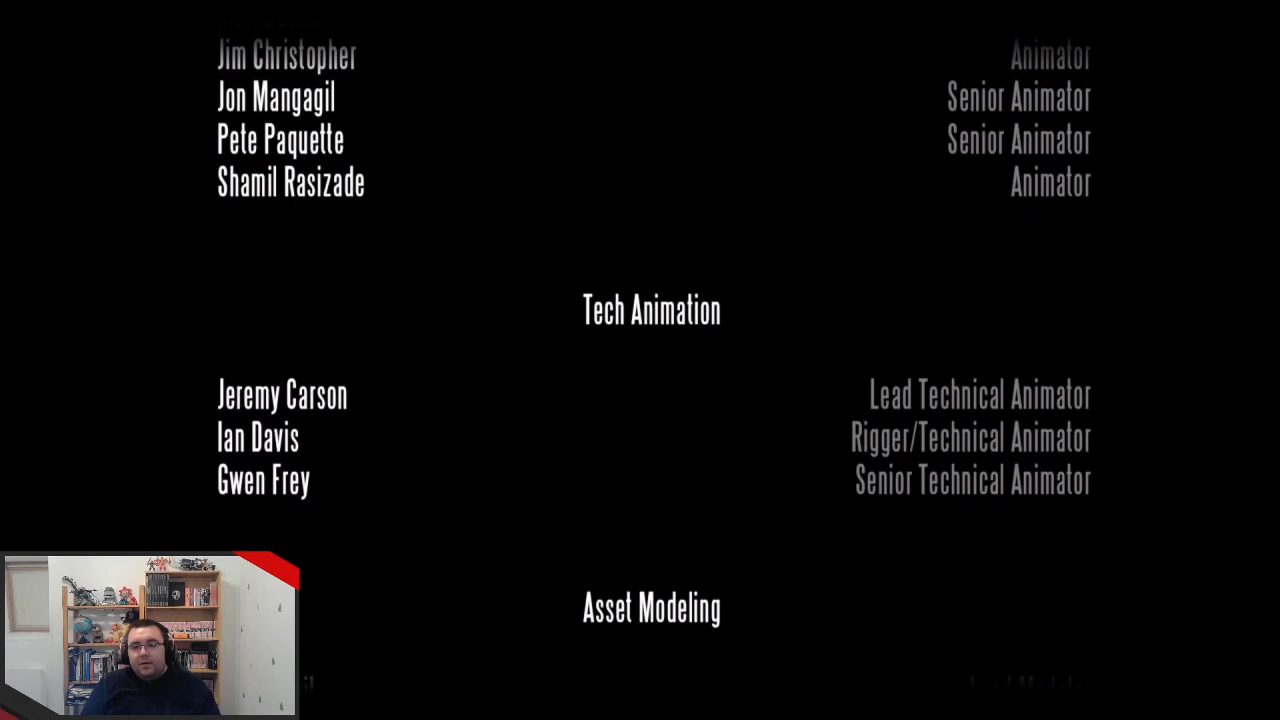 Jim Christopher Animator
Jon Mangagil Senior Animator
Pete Paquette Senior Animator
Shamil Rasizade Animator
Tech Animation
Jeremy Carson Lead Technical Animator
Ian Davis Rigger/Technical Animator
Gwen Frey Senior Technical Animator
Asset Modeling